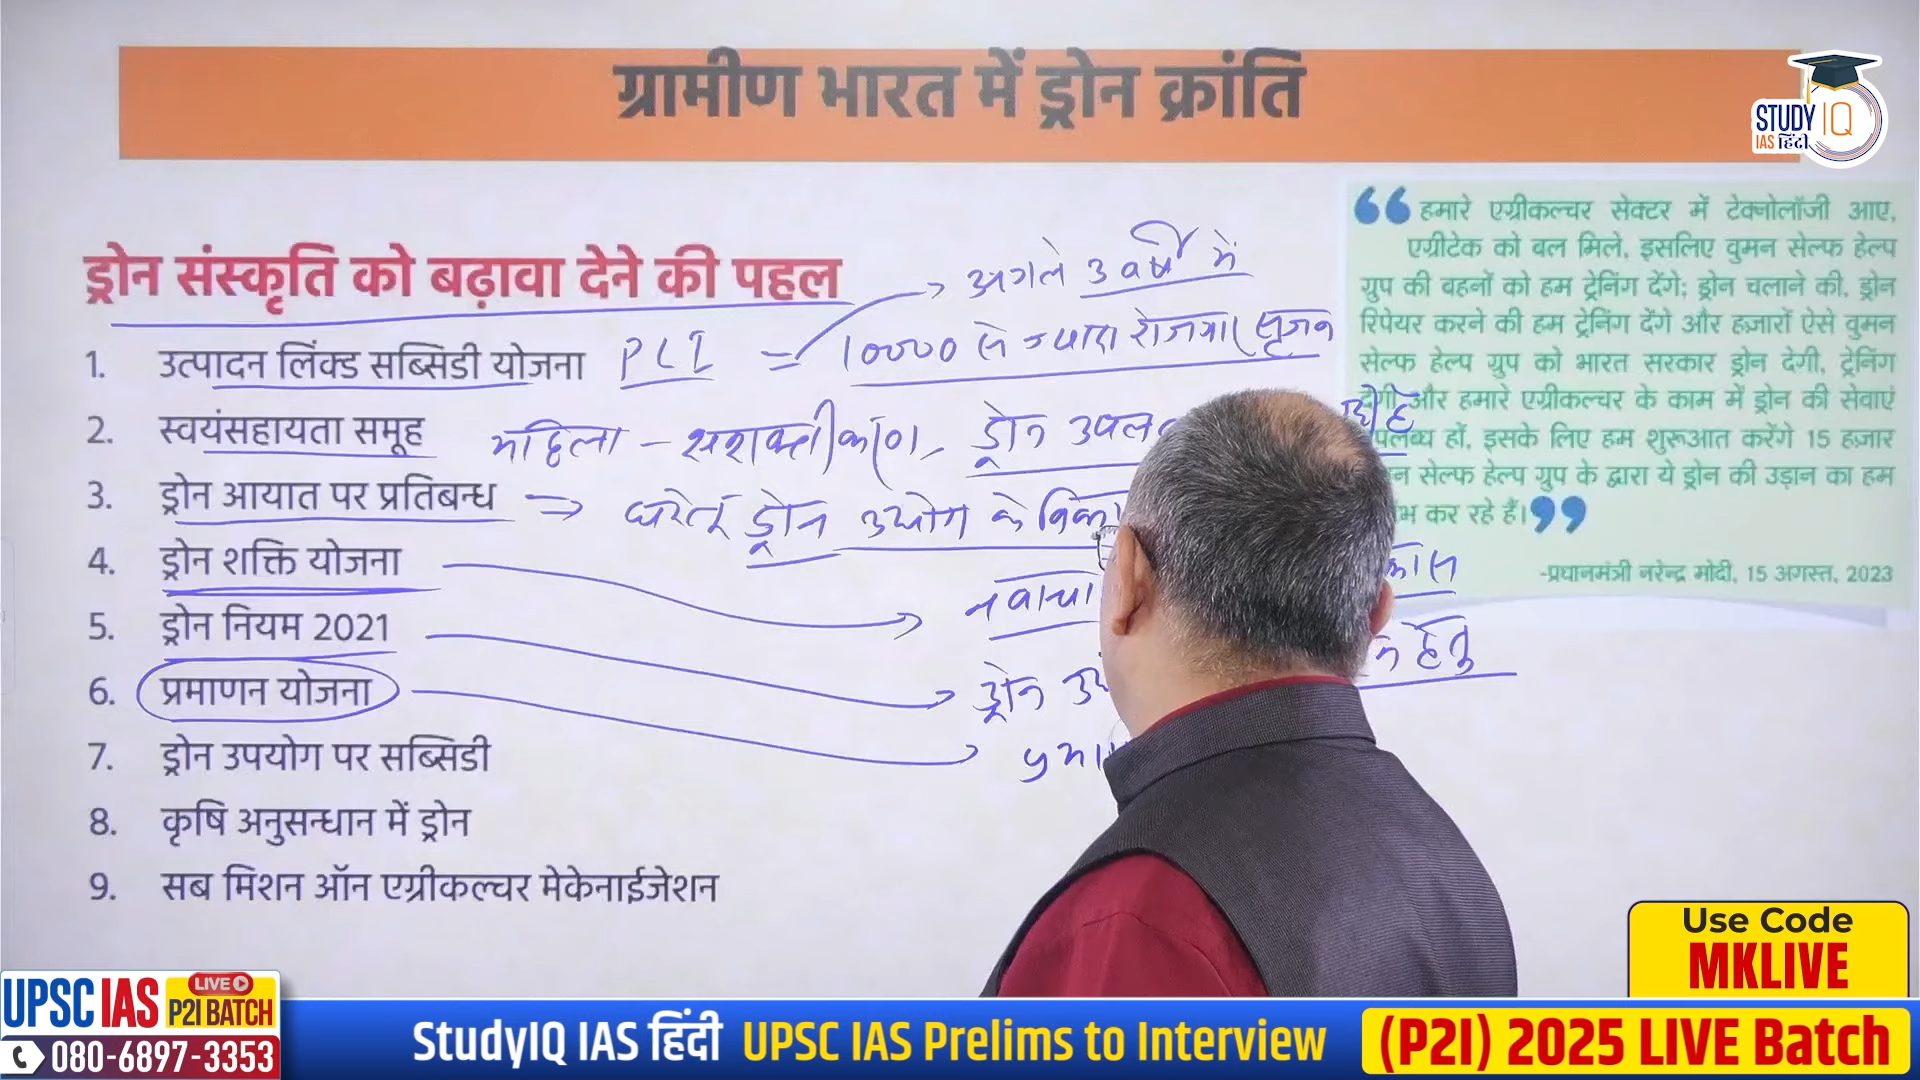 ग्रामीण भारत में ड्रोन क्रांति
STUDY IQ
IAS हिंदी
ड्रोन संस्कृति को बढ़ावा देने की पहल
अगले 3 वर्षो में
1. उत्पादन लिंक्ड सब्सिडी योजना PLI = 10000 से ज्यादा रोजगार सृजन
2. स्वयंसहायता समूह महिला - सशक्तीकरण, ड्रोन
3. ड्रोन आयात पर प्रतिबन्ध ⇒ घरेलू ड्रोन उद्योग के
4. ड्रोन शक्ति योजना
5. ड्रोन नियम 2021 ड्रोन हेतु
6. प्रमाणन योजना
7. ड्रोन उपयोग पर सब्सिडी
8. कृषि अनुसन्धान में ड्रोन
9. सब मिशन ऑन एग्रीकल्चर मेकेनाईजेशन
“ हमारे एग्रीकल्चर सेक्टर में टेक्नोलॉजी आए,
एग्रीटेक को बल मिले, इसलिए वुमन सेल्फ हेल्प
ग्रुप की बहनों को हम ट्रेनिंग देंगे; ड्रोन चलाने की, ड्रोन
रिपेयर करने की हम ट्रेनिंग देंगे और हज़ारों ऐसे वुमन
सेल्फ हेल्प ग्रुप को भारत सरकार ड्रोन देगी, ट्रेनिंग
और हमारे एग्रीकल्चर के काम में ड्रोन की सेवाएं
हों, इसके लिए हम शुरूआत करेंगे 15 हज़ार
सेल्फ हेल्प ग्रुप के द्वारा ये ड्रोन की उड़ान का हम
कर रहे हैं।”
-प्रधानमंत्री नरेन्द्र मोदी, 15 अगस्त, 2023
Use Code
MKLIVE
UPSC IAS LIVE P2I BATCH
080-6897-3353
StudyIQ IAS हिंदी UPSC IAS Prelims to Interview (P2I) 2025 LIVE Batch